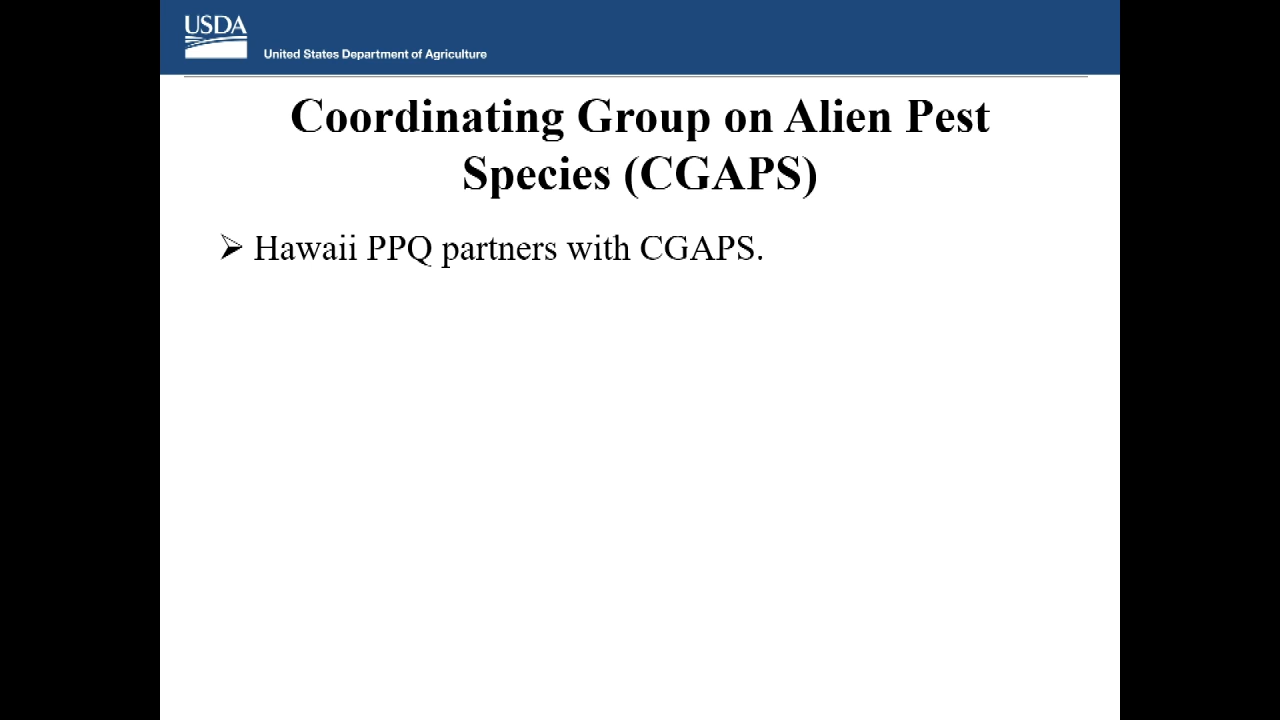 USDA
United States Department of Agriculture
Coordinating Group on Alien Pest
Species (CGAPS)
➢ Hawaii PPQ partners with CGAPS.